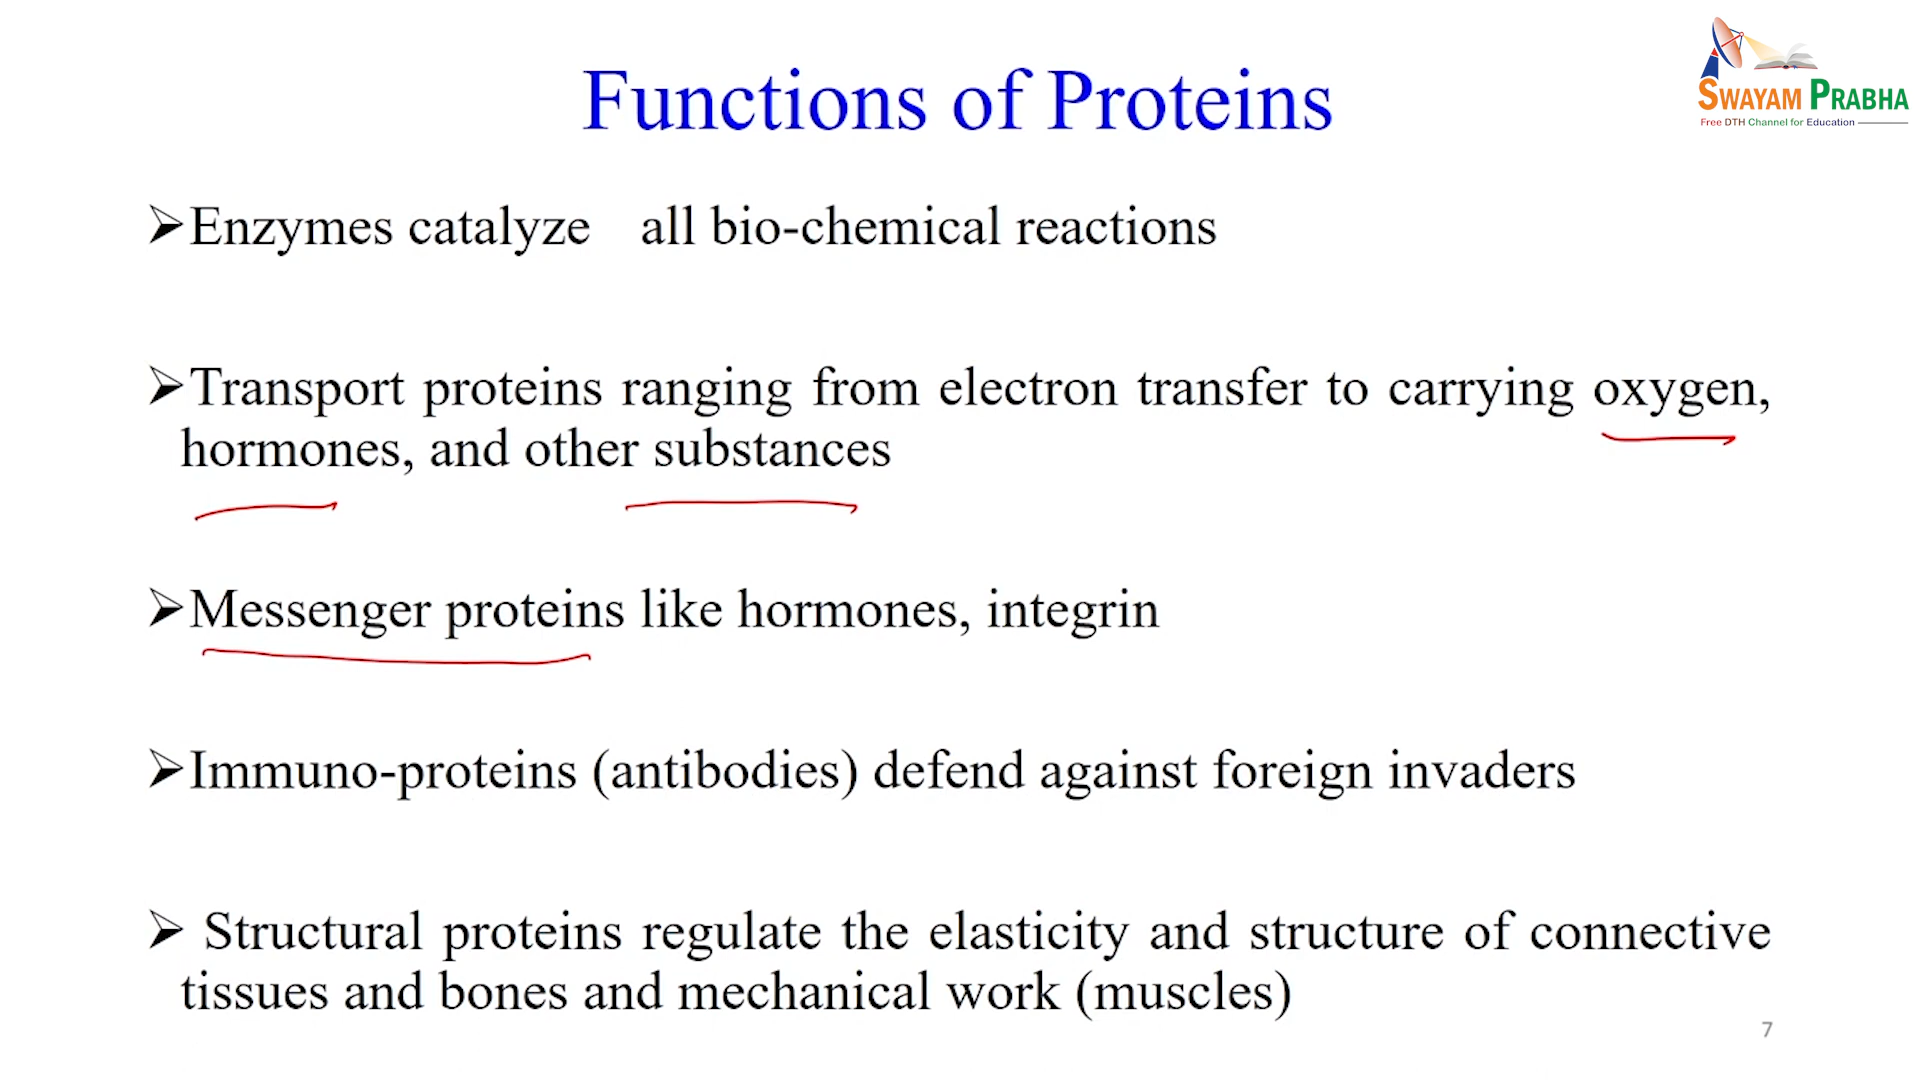 Functions of Proteins
SWAYAM PRABHA
Free DTH Channel for Education
➢Enzymes catalyze all bio-chemical reactions
➢Transport proteins ranging from electron transfer to carrying oxygen,
hormones, and other substances
➢Messenger proteins like hormones, integrin
➢Immuno-proteins (antibodies) defend against foreign invaders
➢ Structural proteins regulate the elasticity and structure of connective
tissues and bones and mechanical work (muscles)
7